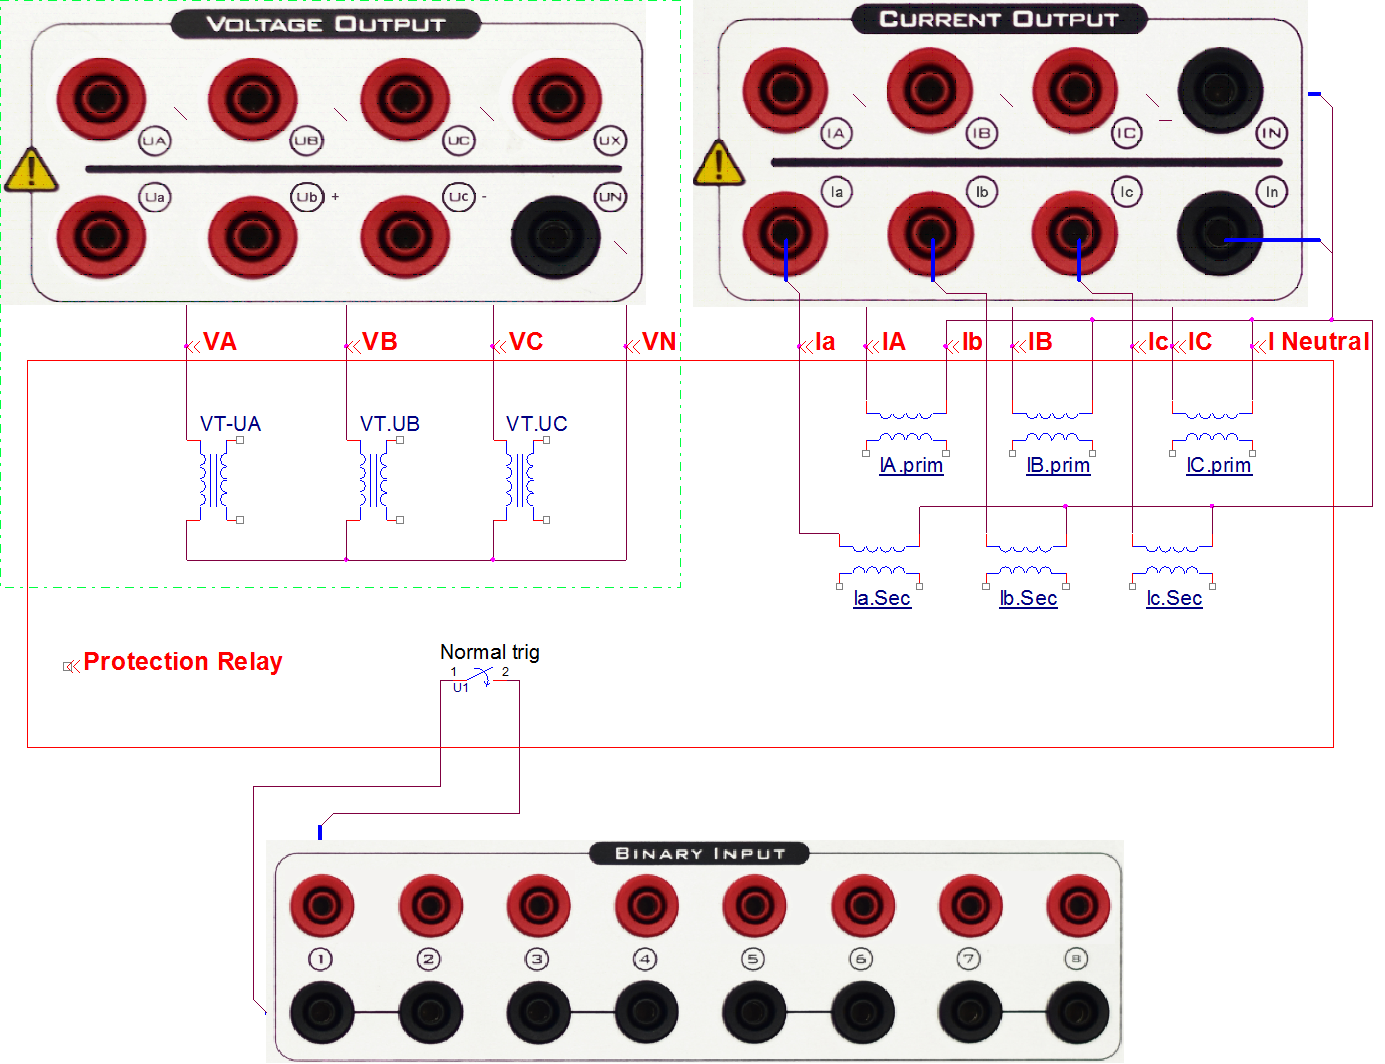 VOLTAGE OUTPUT
CURRENT OUTPUT
UA UB UC UX
IA IB IC IN
Ua Ub + Uc - UN
Ia Ib Ic In
VA VB VC VN
Ia IA Ib IB Ic IC I Neutral
VT-UA VT.UB VT.UC
IA.prim IB.prim IC.prim
Ia.Sec Ib.Sec Ic.Sec
Protection Relay
Normal trig
1 2
U1
BINARY INPUT
1 2 3 4 5 6 7 8